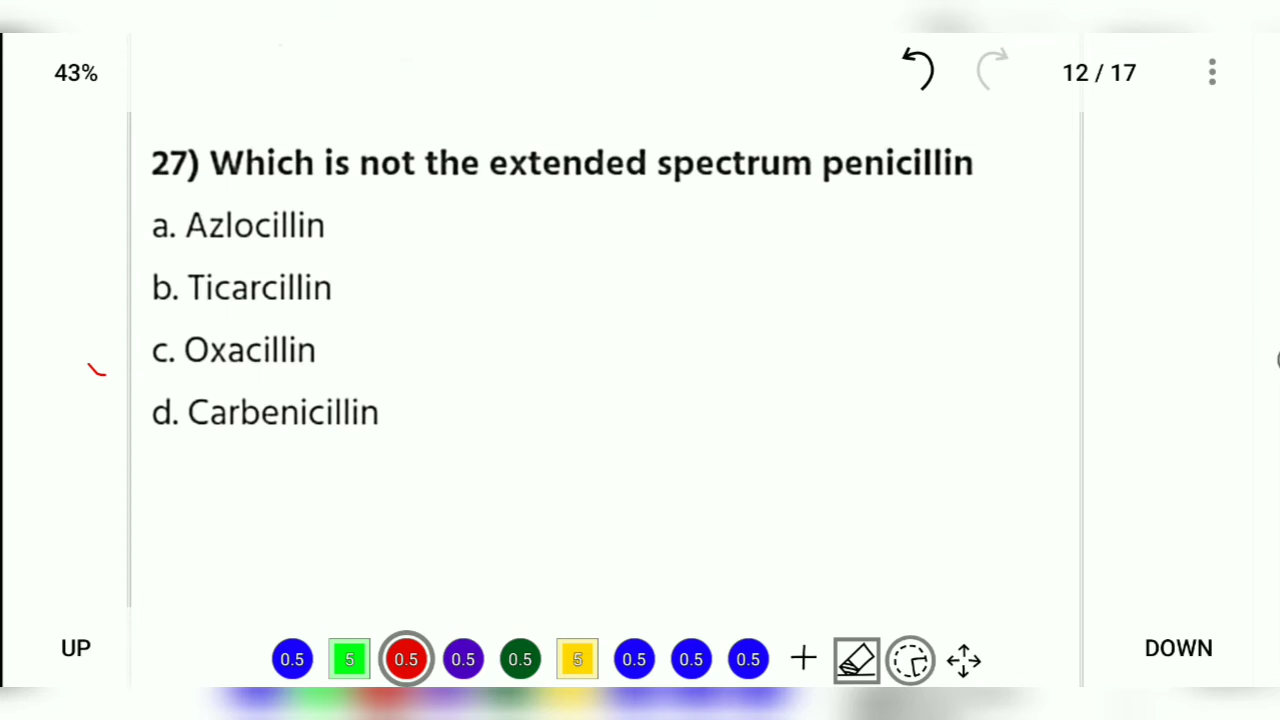 43%
12 / 17
27) Which is not the extended spectrum penicillin
a. Azlocillin
b. Ticarcillin
c. Oxacillin
d. Carbenicillin
UP
DOWN
0.5 5 0.5 0.5 0.5 5 0.5 0.5 0.5